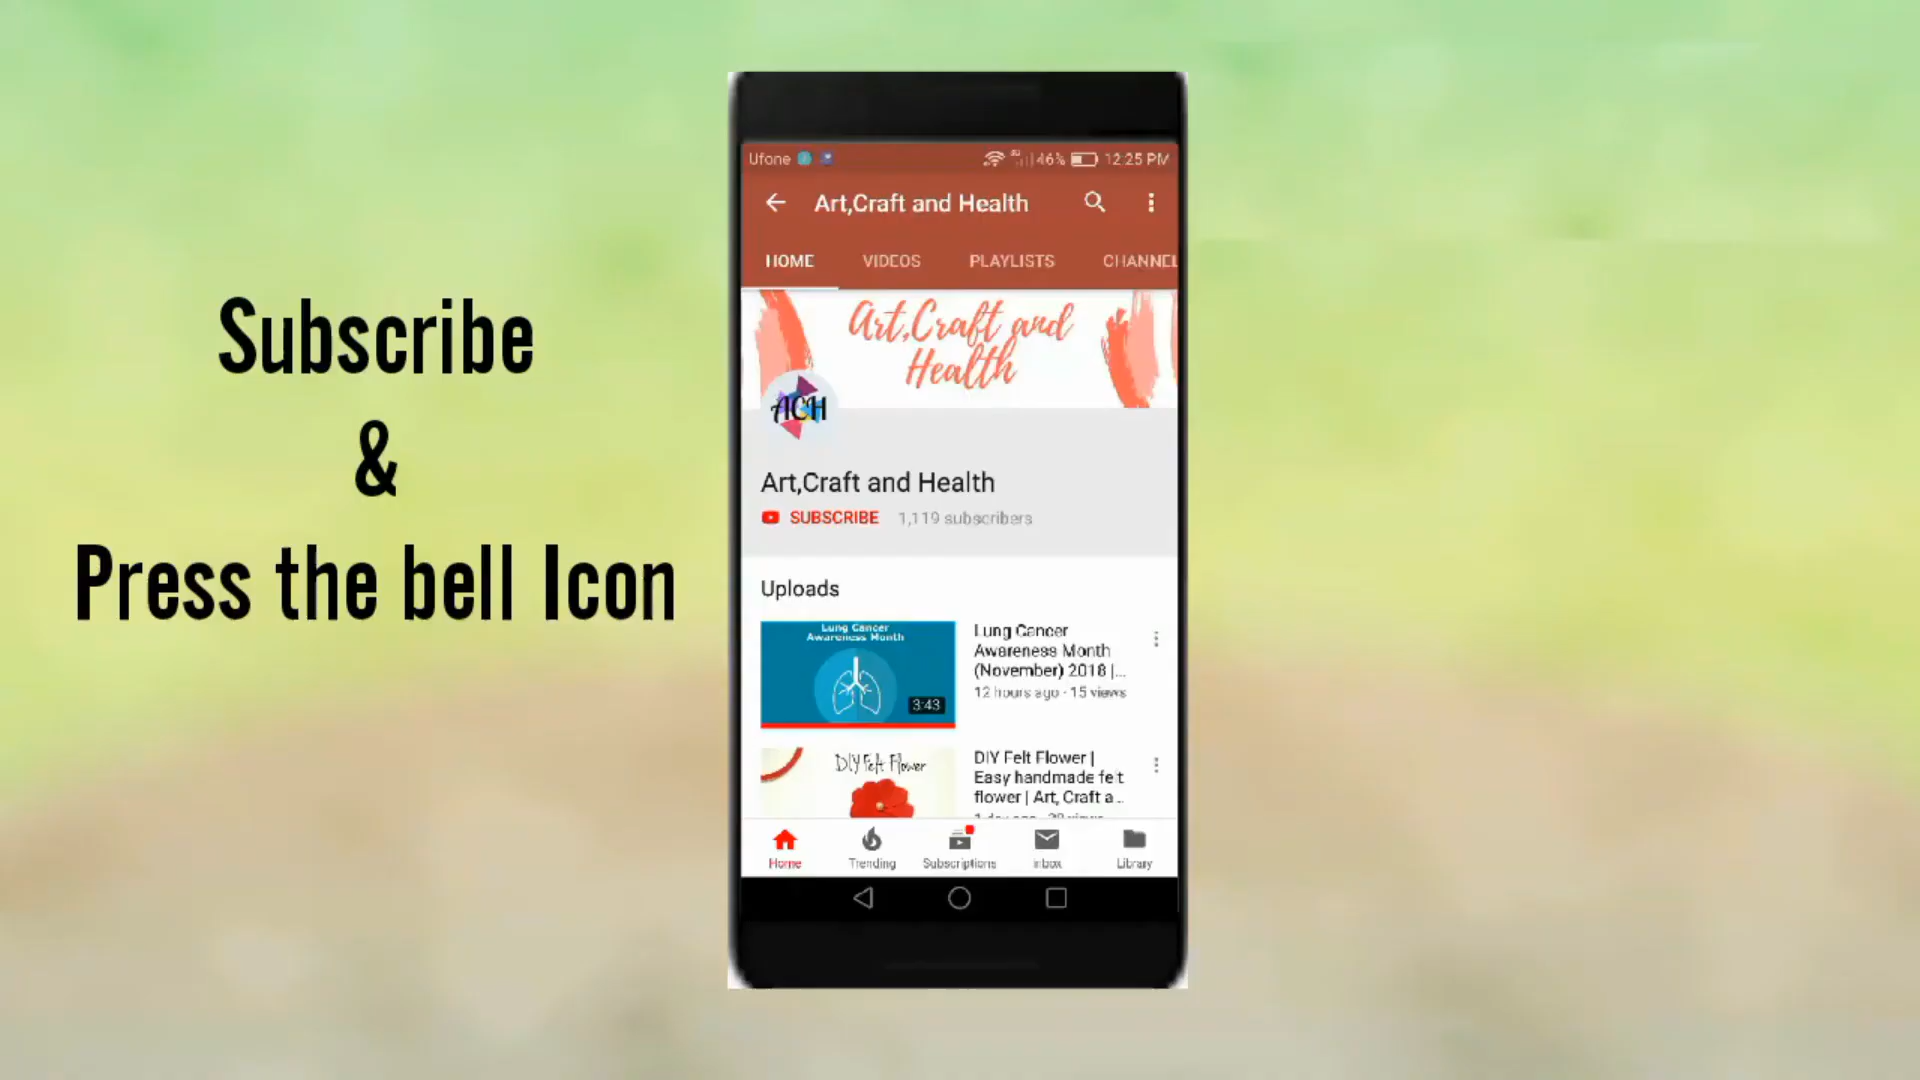 Subscribe
&
Press the bell Icon
Ufone 46% 12:25 PM
Art,Craft and Health
HOME VIDEOS PLAYLISTS CHANNEL
Art,Craft and
Health
ACH
Art,Craft and Health
SUBSCRIBE 1,119 subscribers
Uploads
Lung Cancer
Awareness Month
3:43
Lung Cancer
Awareness Month
(November) 2018 |...
12 hours ago · 15 views
DIY Felt Flower
DIY Felt Flower |
Easy handmade felt
flower | Art, Craft a...
Home Trending Subscriptions Inbox Library